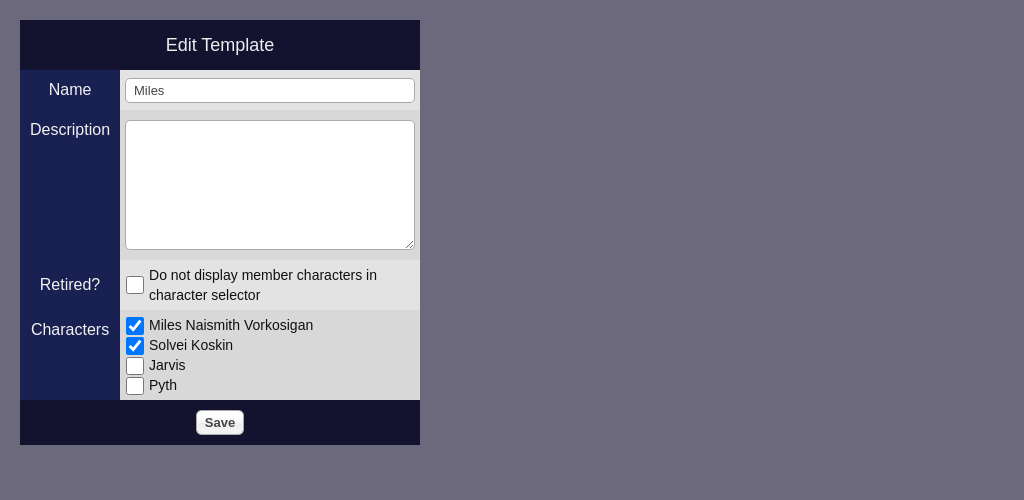 Edit Template
Name
Miles
Description
Retired?
Do not display member characters in
character selector
Characters
Miles Naismith Vorkosigan
Solvei Koskin
Jarvis
Pyth
Save